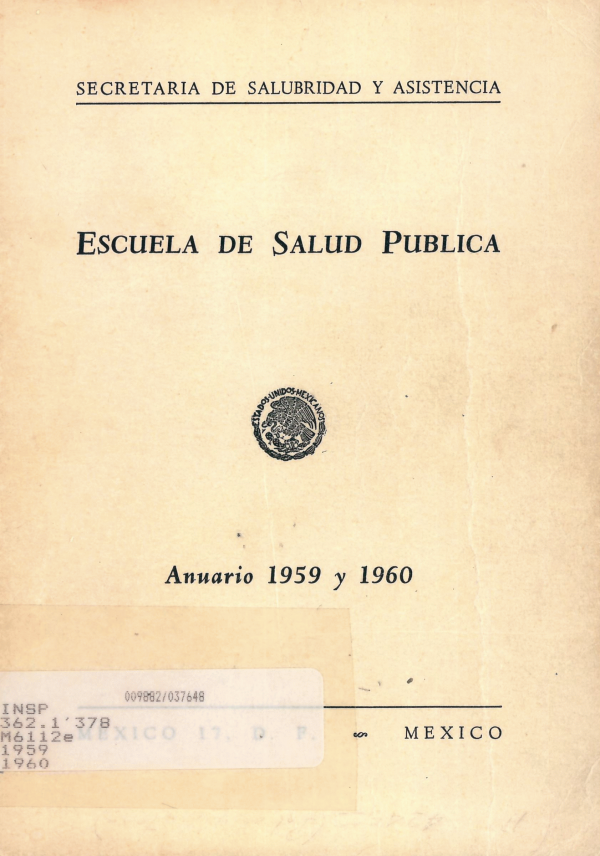 SECRETARIA DE SALUBRIDAD Y ASISTENCIA
ESCUELA DE SALUD PUBLICA
ESTADOS·UNIDOS·MEXICANOS
Anuario 1959 y 1960
009882/037648
INSP
362.1'378
M6112e
1959
1960
MEXICO 17, D. F. MEXICO